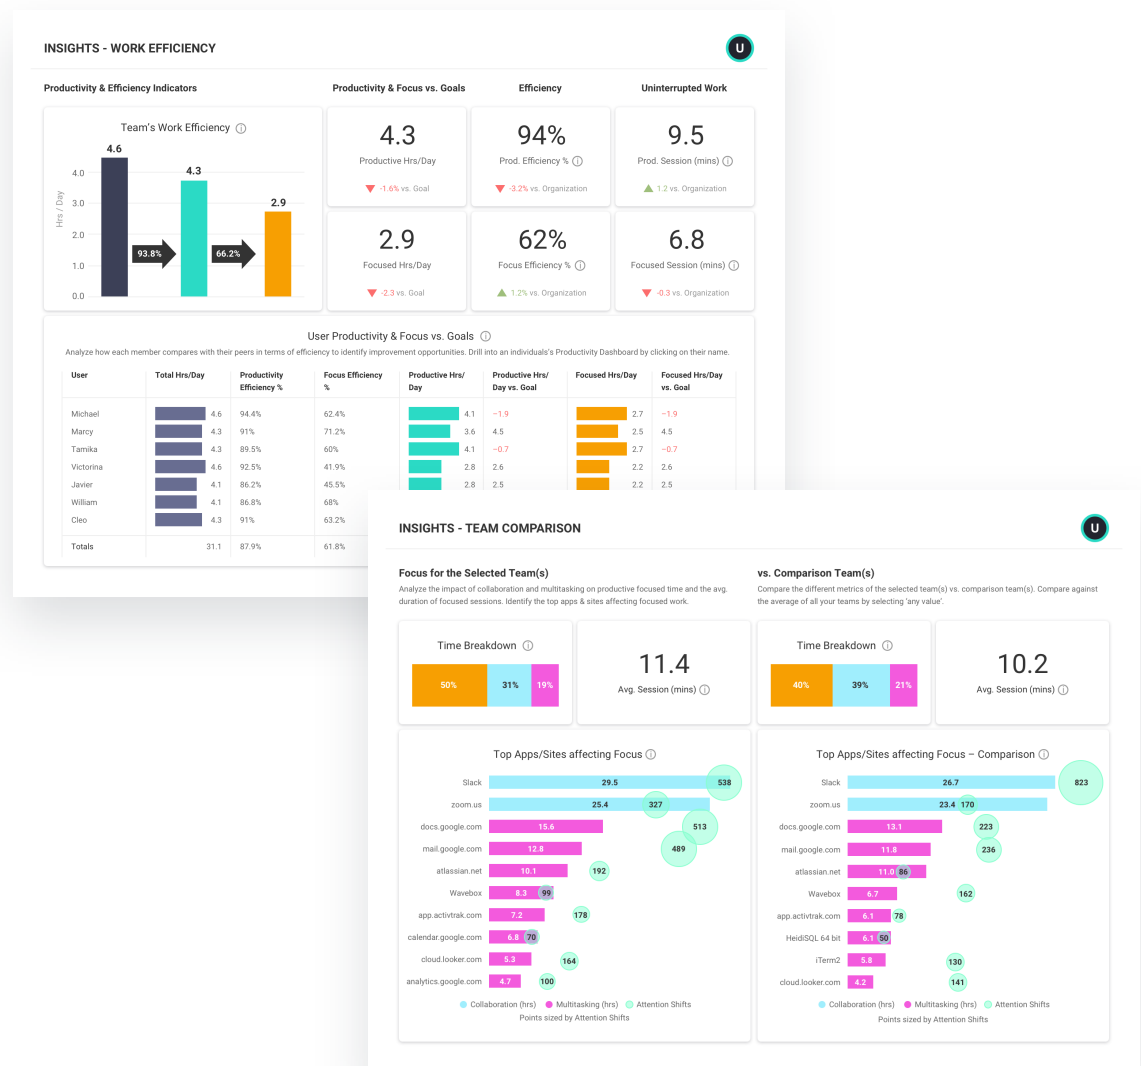 INSIGHTS - WORK EFFICIENCY
U
Productivity & Efficiency Indicators
Productivity & Focus vs. Goals
Efficiency
Uninterrupted Work
Team's Work Efficiency
4.6
4.3
2.9
Hrs / Day
4.0
3.0
2.0
1.0
0.0
93.8%
66.2%
4.3
Productive Hrs/Day
-1.6% vs. Goal
94%
Prod. Efficiency %
-3.2% vs. Organization
9.5
Prod. Session (mins)
1.2 vs. Organization
2.9
Focused Hrs/Day
-2.3 vs. Goal
62%
Focus Efficiency %
1.2% vs. Organization
6.8
Focused Session (mins)
-0.3 vs. Organization
User Productivity & Focus vs. Goals
Analyze how each member compares with their peers in terms of efficiency to identify improvement opportunities. Drill into an individuals's Productivity Dashboard by clicking on their name.
User Total Hrs/Day Productivity Efficiency % Focus Efficiency % Productive Hrs/ Day Productive Hrs/ Day vs. Goal Focused Hrs/Day Focused Hrs/Day vs. Goal
Michael 4.6 94.4% 62.4% 4.1 −1.9 2.7 −1.9
Marcy 4.3 91% 71.2% 3.6 4.5 2.5 4.5
Tamika 4.3 89.5% 60% 4.1 −0.7 2.7 −0.7
Victorina 4.6 92.5% 41.9% 2.8 2.6 2.2 2.6
Javier 4.1 86.2% 45.5% 2.8 2.5 2.2 2.5
William 4.1 86.8% 68%
Cleo 4.3 91% 63.2%
Totals 31.1 87.9% 61.8%
INSIGHTS - TEAM COMPARISON
U
Focus for the Selected Team(s)
Analyze the impact of collaboration and multitasking on productive focused time and the avg.
duration of focused sessions. Identify the top apps & sites affecting focused work.
vs. Comparison Team(s)
Compare the different metrics of the selected team(s) vs. comparison team(s). Compare against
the average of all your teams by selecting 'any value'.
Time Breakdown
50% 31% 19%
11.4
Avg. Session (mins)
Time Breakdown
40% 39% 21%
10.2
Avg. Session (mins)
Top Apps/Sites affecting Focus
Slack 29.5 538
zoom.us 25.4 327
docs.google.com 15.6 513
mail.google.com 12.8 489
atlassian.net 10.1 192
Wavebox 8.3 99
app.activtrak.com 7.2 178
calendar.google.com 6.8 70
cloud.looker.com 5.3 164
analytics.google.com 4.7 100
Collaboration (hrs) Multitasking (hrs) Attention Shifts
Points sized by Attention Shifts
Top Apps/Sites affecting Focus – Comparison
Slack 26.7 823
zoom.us 23.4 170
docs.google.com 13.1 223
mail.google.com 11.8 236
atlassian.net 11.0 86
Wavebox 6.7 162
app.activtrak.com 6.1 78
HeidiSQL 64 bit 6.1 50
iTerm2 5.8 130
cloud.looker.com 4.2 141
Collaboration (hrs) Multitasking (hrs) Attention Shifts
Points sized by Attention Shifts